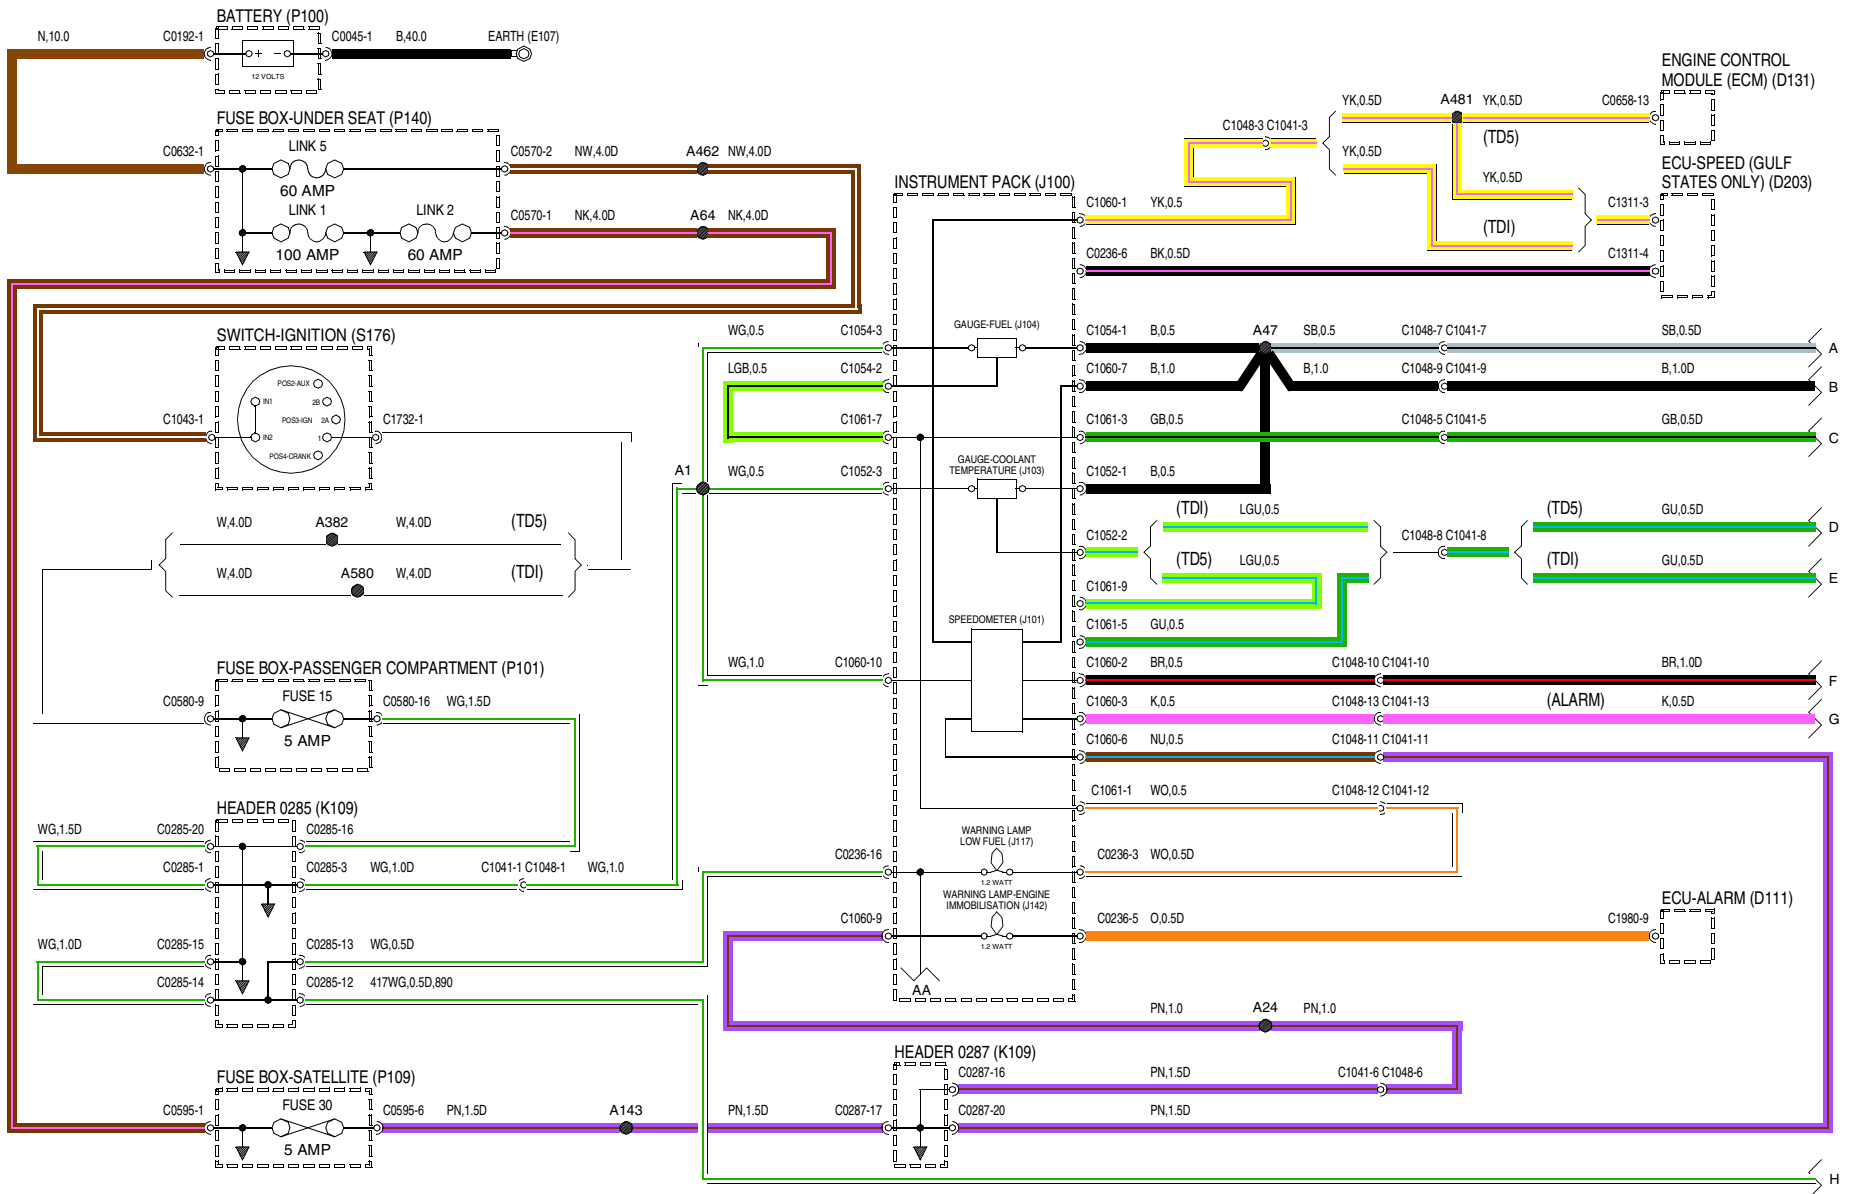 BATTERY (P100)
N,10.0
C0192-1
C0045-1
B,40.0
EARTH (E107)
+ −
12 VOLTS
FUSE BOX-UNDER SEAT (P140)
C0632-1
LINK 5
60 AMP
C0570-2
NW,4.0D
A462
NW,4.0D
LINK 1
100 AMP
LINK 2
60 AMP
C0570-1
NK,4.0D
A64
NK,4.0D
SWITCH-IGNITION (S176)
POS2-AUX
IN1
2B
POS3-IGN
2A
IN2
1
POS4-CRANK
C1043-1
C1732-1
W,4.0D
A382
W,4.0D
(TD5)
W,4.0D
A580
W,4.0D
(TDI)
FUSE BOX-PASSENGER COMPARTMENT (P101)
C0580-9
FUSE 15
5 AMP
C0580-16
WG,1.5D
HEADER 0285 (K109)
WG,1.5D
C0285-20
C0285-16
C0285-1
C0285-3
WG,1.0D
C1041-1 C1048-1
WG,1.0
WG,1.0D
C0285-15
C0285-13
WG,0.5D
C0285-14
C0285-12
417WG,0.5D,890
FUSE BOX-SATELLITE (P109)
C0595-1
FUSE 30
5 AMP
C0595-6
PN,1.5D
A143
PN,1.5D
C0287-17
A1
WG,0.5
C1054-3
LGB,0.5
C1054-2
C1061-7
WG,0.5
C1052-3
WG,1.0
C1060-10
C0236-16
C1060-9
INSTRUMENT PACK (J100)
GAUGE-FUEL (J104)
GAUGE-COOLANT
TEMPERATURE (J103)
SPEEDOMETER (J101)
WARNING LAMP
LOW FUEL (J117)
1.2 WATT
WARNING LAMP-ENGINE
IMMOBILISATION (J142)
1.2 WATT
AA
HEADER 0287 (K109)
C0287-16
PN,1.5D
C1041-6 C1048-6
C0287-20
PN,1.5D
PN,1.0
A24
PN,1.0
C1060-1
YK,0.5
C1048-3 C1041-3
YK,0.5D
A481
YK,0.5D
C0658-13
(TD5)
YK,0.5D
YK,0.5D
(TDI)
C1311-3
ENGINE CONTROL
MODULE (ECM) (D131)
ECU-SPEED (GULF
STATES ONLY) (D203)
C0236-6
BK,0.5D
C1311-4
C1054-1
B,0.5
A47
SB,0.5
C1048-7 C1041-7
SB,0.5D
A
C1060-7
B,1.0
B,1.0
C1048-9 C1041-9
B,1.0D
B
C1061-3
GB,0.5
C1048-5 C1041-5
GB,0.5D
C
C1052-1
B,0.5
C1052-2
(TDI)
LGU,0.5
C1048-8 C1041-8
(TD5)
GU,0.5D
D
(TD5)
LGU,0.5
(TDI)
GU,0.5D
E
C1061-9
C1061-5
GU,0.5
C1060-2
BR,0.5
C1048-10 C1041-10
BR,1.0D
F
C1060-3
K,0.5
C1048-13 C1041-13
(ALARM)
K,0.5D
G
C1060-6
NU,0.5
C1048-11 C1041-11
C1061-1
WO,0.5
C1048-12 C1041-12
C0236-3
WO,0.5D
C0236-5
O,0.5D
C1980-9
ECU-ALARM (D111)
H